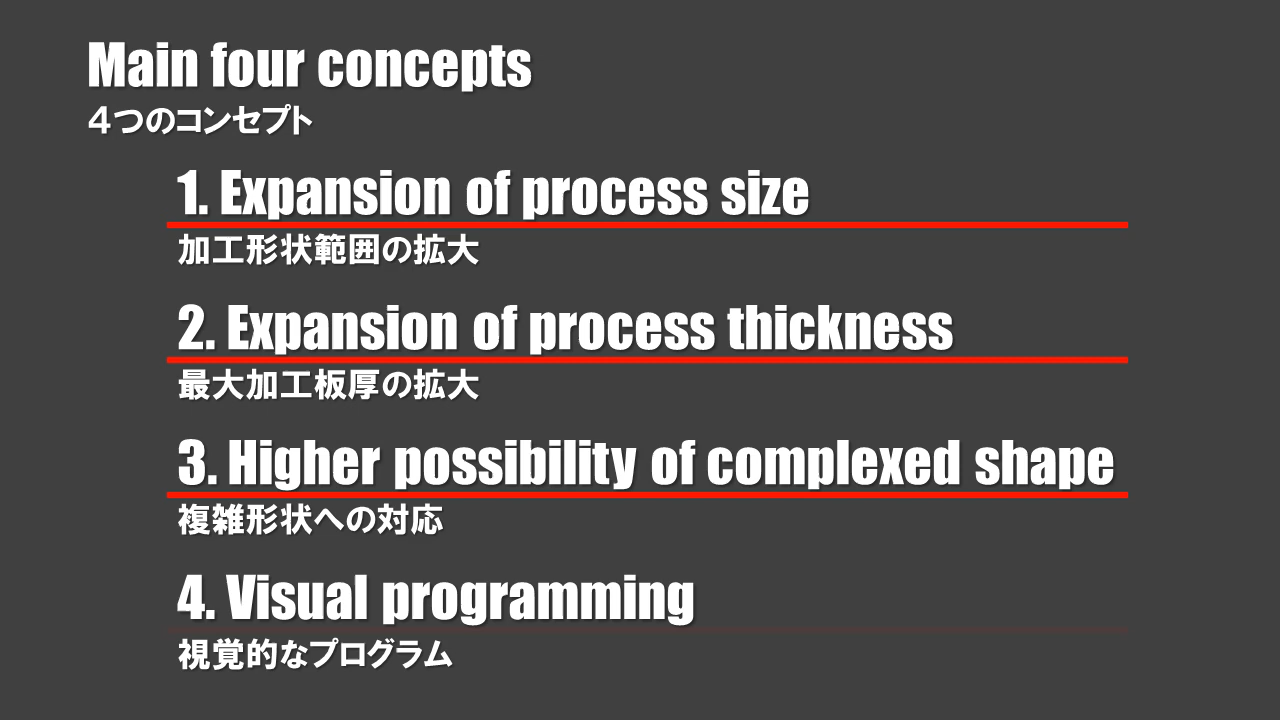 Main four concepts
４つのコンセプト
1. Expansion of process size
加工形状範囲の拡大
2. Expansion of process thickness
最大加工板厚の拡大
3. Higher possibility of complexed shape
複雑形状への対応
4. Visual programming
視覚的なプログラム